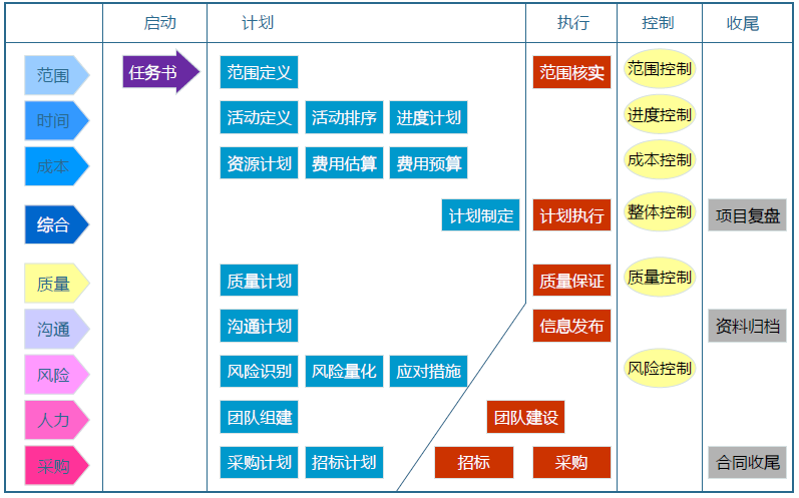 启动 计划 执行 控制 收尾
范围 任务书 范围定义 范围核实 范围控制
时间 活动定义 活动排序 进度计划 进度控制
成本 资源计划 费用估算 费用预算 成本控制
综合 计划制定 计划执行 整体控制 项目复盘
质量 质量计划 质量保证 质量控制
沟通 沟通计划 信息发布 资料归档
风险 风险识别 风险量化 应对措施 风险控制
人力 团队组建 团队建设
采购 采购计划 招标计划 招标 采购 合同收尾